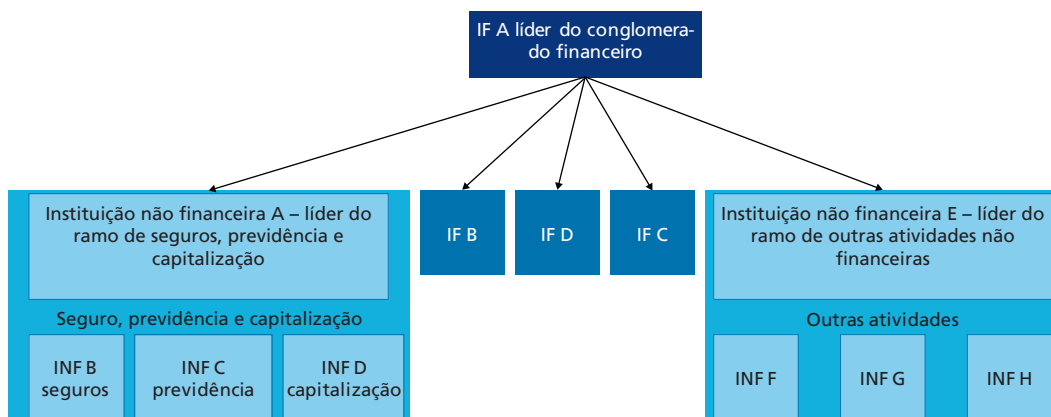 IF A líder do conglomera-
do financeiro
Instituição não financeira A – líder do
ramo de seguros, previdência e
capitalização
IF B
IF D
IF C
Instituição não financeira E – líder do
ramo de outras atividades não
financeiras
Seguro, previdência e capitalização
INF B
seguros
INF C
previdência
INF D
capitalização
Outras atividades
INF F
INF G
INF H